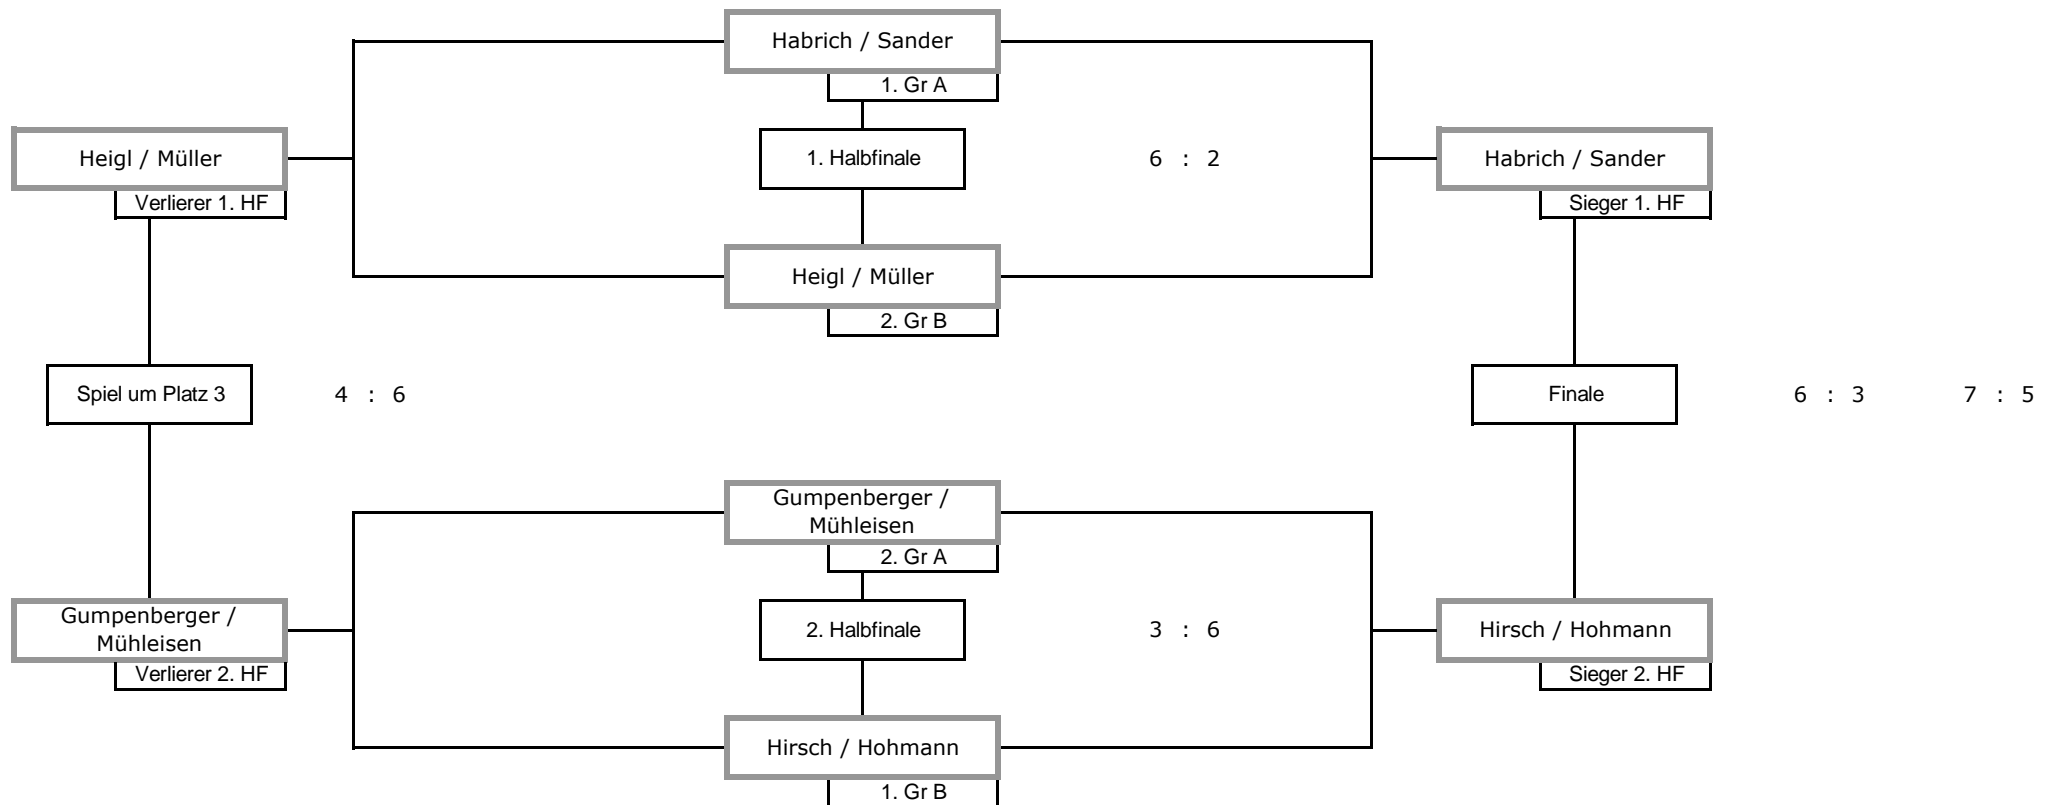 Habrich / Sander
1. Gr A
Heigl / Müller
Verlierer 1. HF
1. Halbfinale
6 : 2
Habrich / Sander
Sieger 1. HF
Heigl / Müller
2. Gr B
Spiel um Platz 3
4 : 6
Finale
6 : 3
7 : 5
Gumpenberger /
Mühleisen
2. Gr A
Gumpenberger /
Mühleisen
Verlierer 2. HF
2. Halbfinale
3 : 6
Hirsch / Hohmann
Sieger 2. HF
Hirsch / Hohmann
1. Gr B